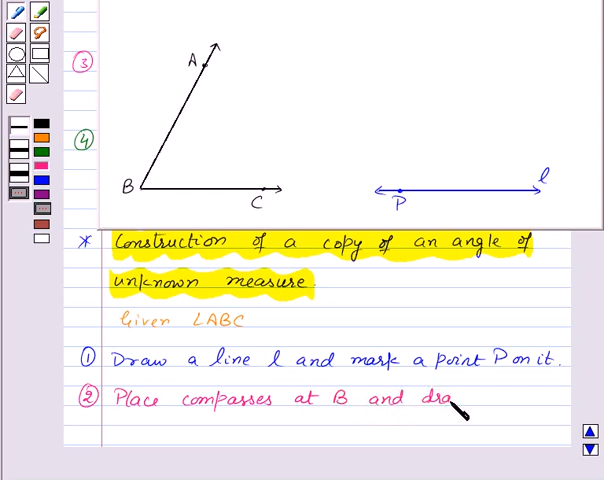 3
A
4
B
C
P
l
* Construction of a copy of an angle of
unknown measure.
Given ∠ABC
1 Draw a line l and mark a point P on it.
2 Place compasses at B and dra